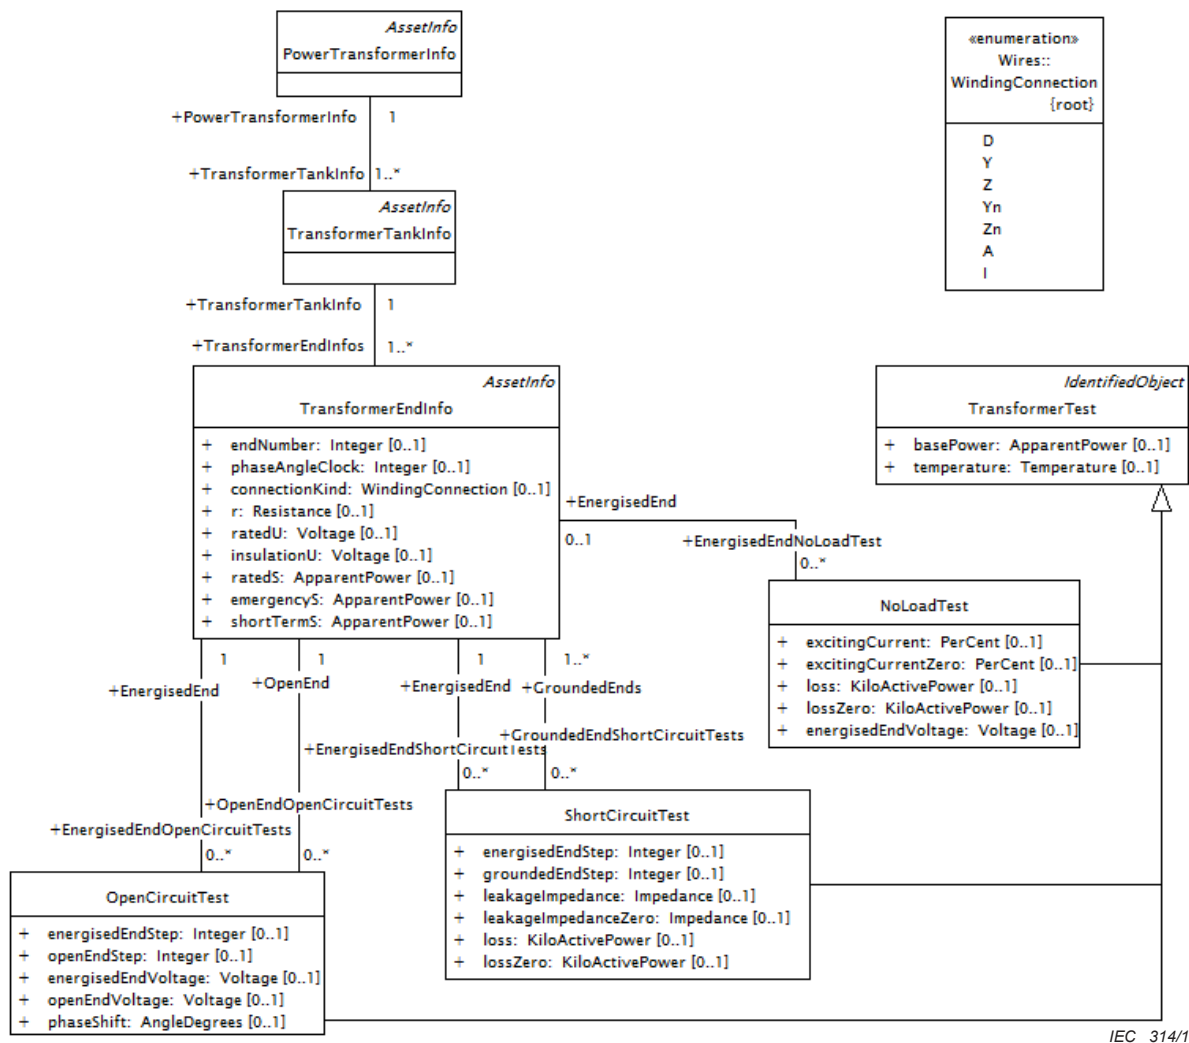 AssetInfo
PowerTransformerInfo
+PowerTransformerInfo 1
+TransformerTankInfo 1..*
AssetInfo
TransformerTankInfo
+TransformerTankInfo 1
+TransformerEndInfos 1..*
«enumeration»
Wires::
WindingConnection
{root}
D
Y
Z
Yn
Zn
A
I
AssetInfo
TransformerEndInfo
+ endNumber: Integer [0..1]
+ phaseAngleClock: Integer [0..1]
+ connectionKind: WindingConnection [0..1]
+ r: Resistance [0..1]
+ ratedU: Voltage [0..1]
+ insulationU: Voltage [0..1]
+ ratedS: ApparentPower [0..1]
+ emergencyS: ApparentPower [0..1]
+ shortTermS: ApparentPower [0..1]
IdentifiedObject
TransformerTest
+ basePower: ApparentPower [0..1]
+ temperature: Temperature [0..1]
+EnergisedEnd
0..1
+EnergisedEndNoLoadTest
0..*
NoLoadTest
+ excitingCurrent: PerCent [0..1]
+ excitingCurrentZero: PerCent [0..1]
+ loss: KiloActivePower [0..1]
+ lossZero: KiloActivePower [0..1]
+ energisedEndVoltage: Voltage [0..1]
1 1 1 1..*
+EnergisedEnd +OpenEnd +EnergisedEnd +GroundedEnds
+GroundedEndShortCircuitTests
+EnergisedEndShortCircuitTests
0..* 0..*
+OpenEndOpenCircuitTests
+EnergisedEndOpenCircuitTests
0..* 0..*
ShortCircuitTest
+ energisedEndStep: Integer [0..1]
+ groundedEndStep: Integer [0..1]
+ leakageImpedance: Impedance [0..1]
+ leakageImpedanceZero: Impedance [0..1]
+ loss: KiloActivePower [0..1]
+ lossZero: KiloActivePower [0..1]
OpenCircuitTest
+ energisedEndStep: Integer [0..1]
+ openEndStep: Integer [0..1]
+ energisedEndVoltage: Voltage [0..1]
+ openEndVoltage: Voltage [0..1]
+ phaseShift: AngleDegrees [0..1]
IEC 314/1